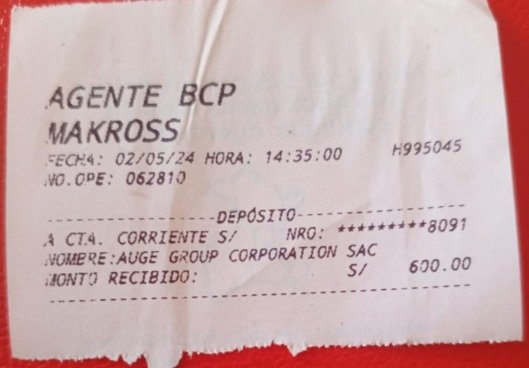 AGENTE BCP
MAKROSS
FECHA: 02/05/24 HORA: 14:35:00 H995045
NO.OPE: 062810
--------------------DEPÓSITO--------------------
A CTA. CORRIENTE S/ NRO: *********8091
NOMBRE:AUGE GROUP CORPORATION SAC
MONTO RECIBIDO: S/ 600.00